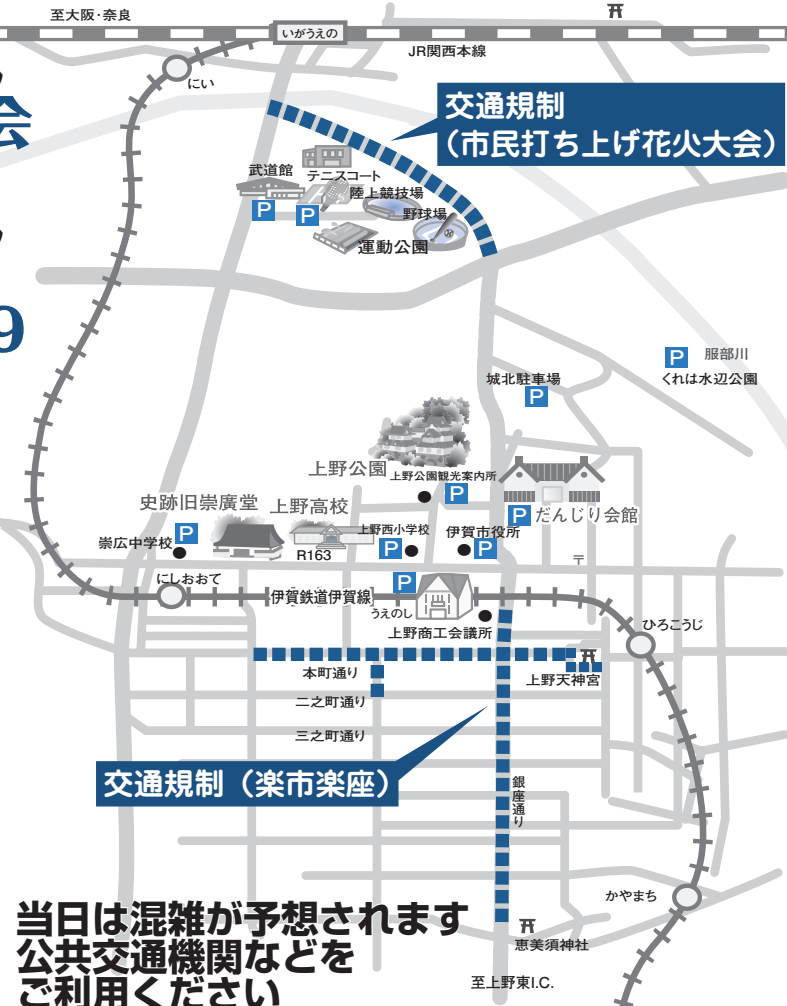 至大阪・奈良
いがうえの
JR関西本線
にい
会
交通規制
（市民打ち上げ花火大会）
武道館
テニスコート
陸上競技場
野球場
P
P
運動公園
9
P
服部川
くれは水辺公園
城北駐車場
P
上野公園
上野公園観光案内所
P
史跡旧崇廣堂
上野高校
P
だんじり会館
崇広中学校
P
上野西小学校
P
伊賀市役所
P
R163
〒
にしおおて
伊賀鉄道伊賀線
P
うえのし
上野商工会議所
ひろこうじ
本町通り
上野天神宮
二之町通り
三之町通り
交通規制（楽市楽座）
銀座通り
かやまち
恵美須神社
至上野東I.C.
当日は混雑が予想されます
公共交通機関などを
ご利用ください